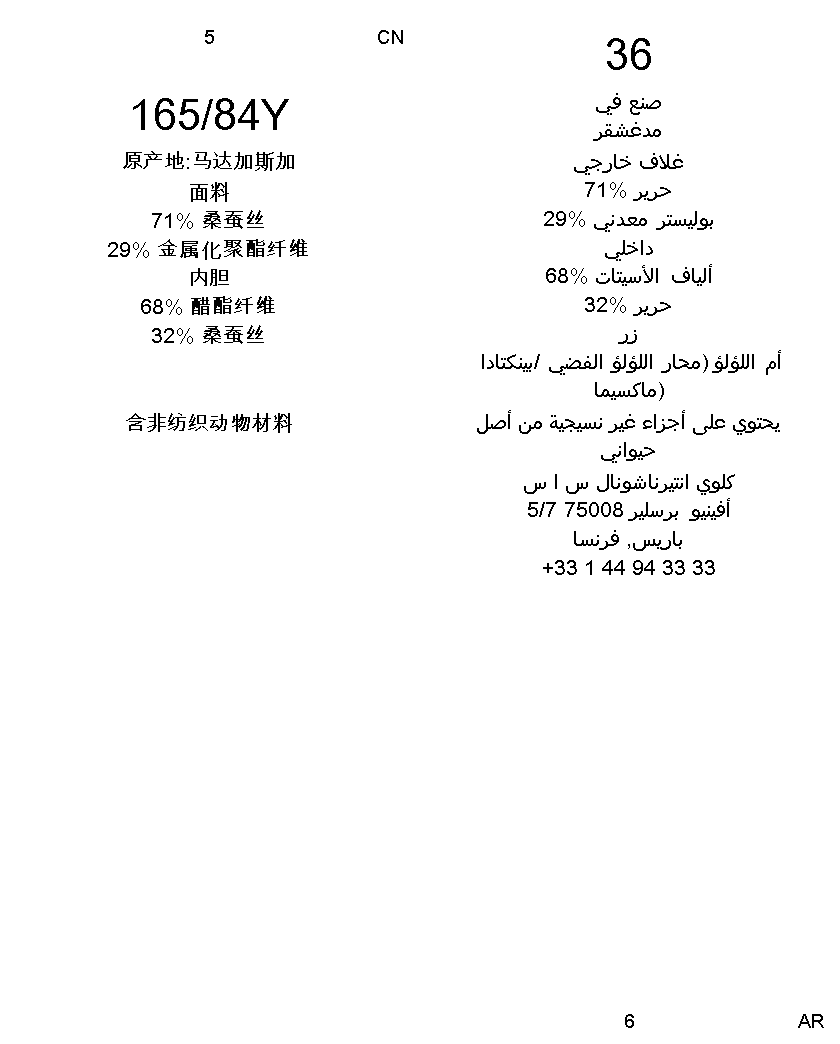 5
CN
165/84Y
原产地:马达加斯加
面料
71% 桑蚕丝
29% 金属化聚酯纤维
内胆
68% 醋酯纤维
32% 桑蚕丝
含非纺织动物材料
36
صنع في
مدغشقر
غلاف خارجي
حرير %71
بوليستر معدني %29
داخلي
ألياف الأسيتات %68
حرير %32
زر
أم اللؤلؤ (محار اللؤلؤ الفضي /بينكتادا
ماكسيما)
يحتوي على أجزاء غير نسيجية من أصل
حيواني
كلوي انتيرناشونال س ا س
أفينيو برسلير 75008 5/7
باريس, فرنسا
+33 1 44 94 33 33
6
AR